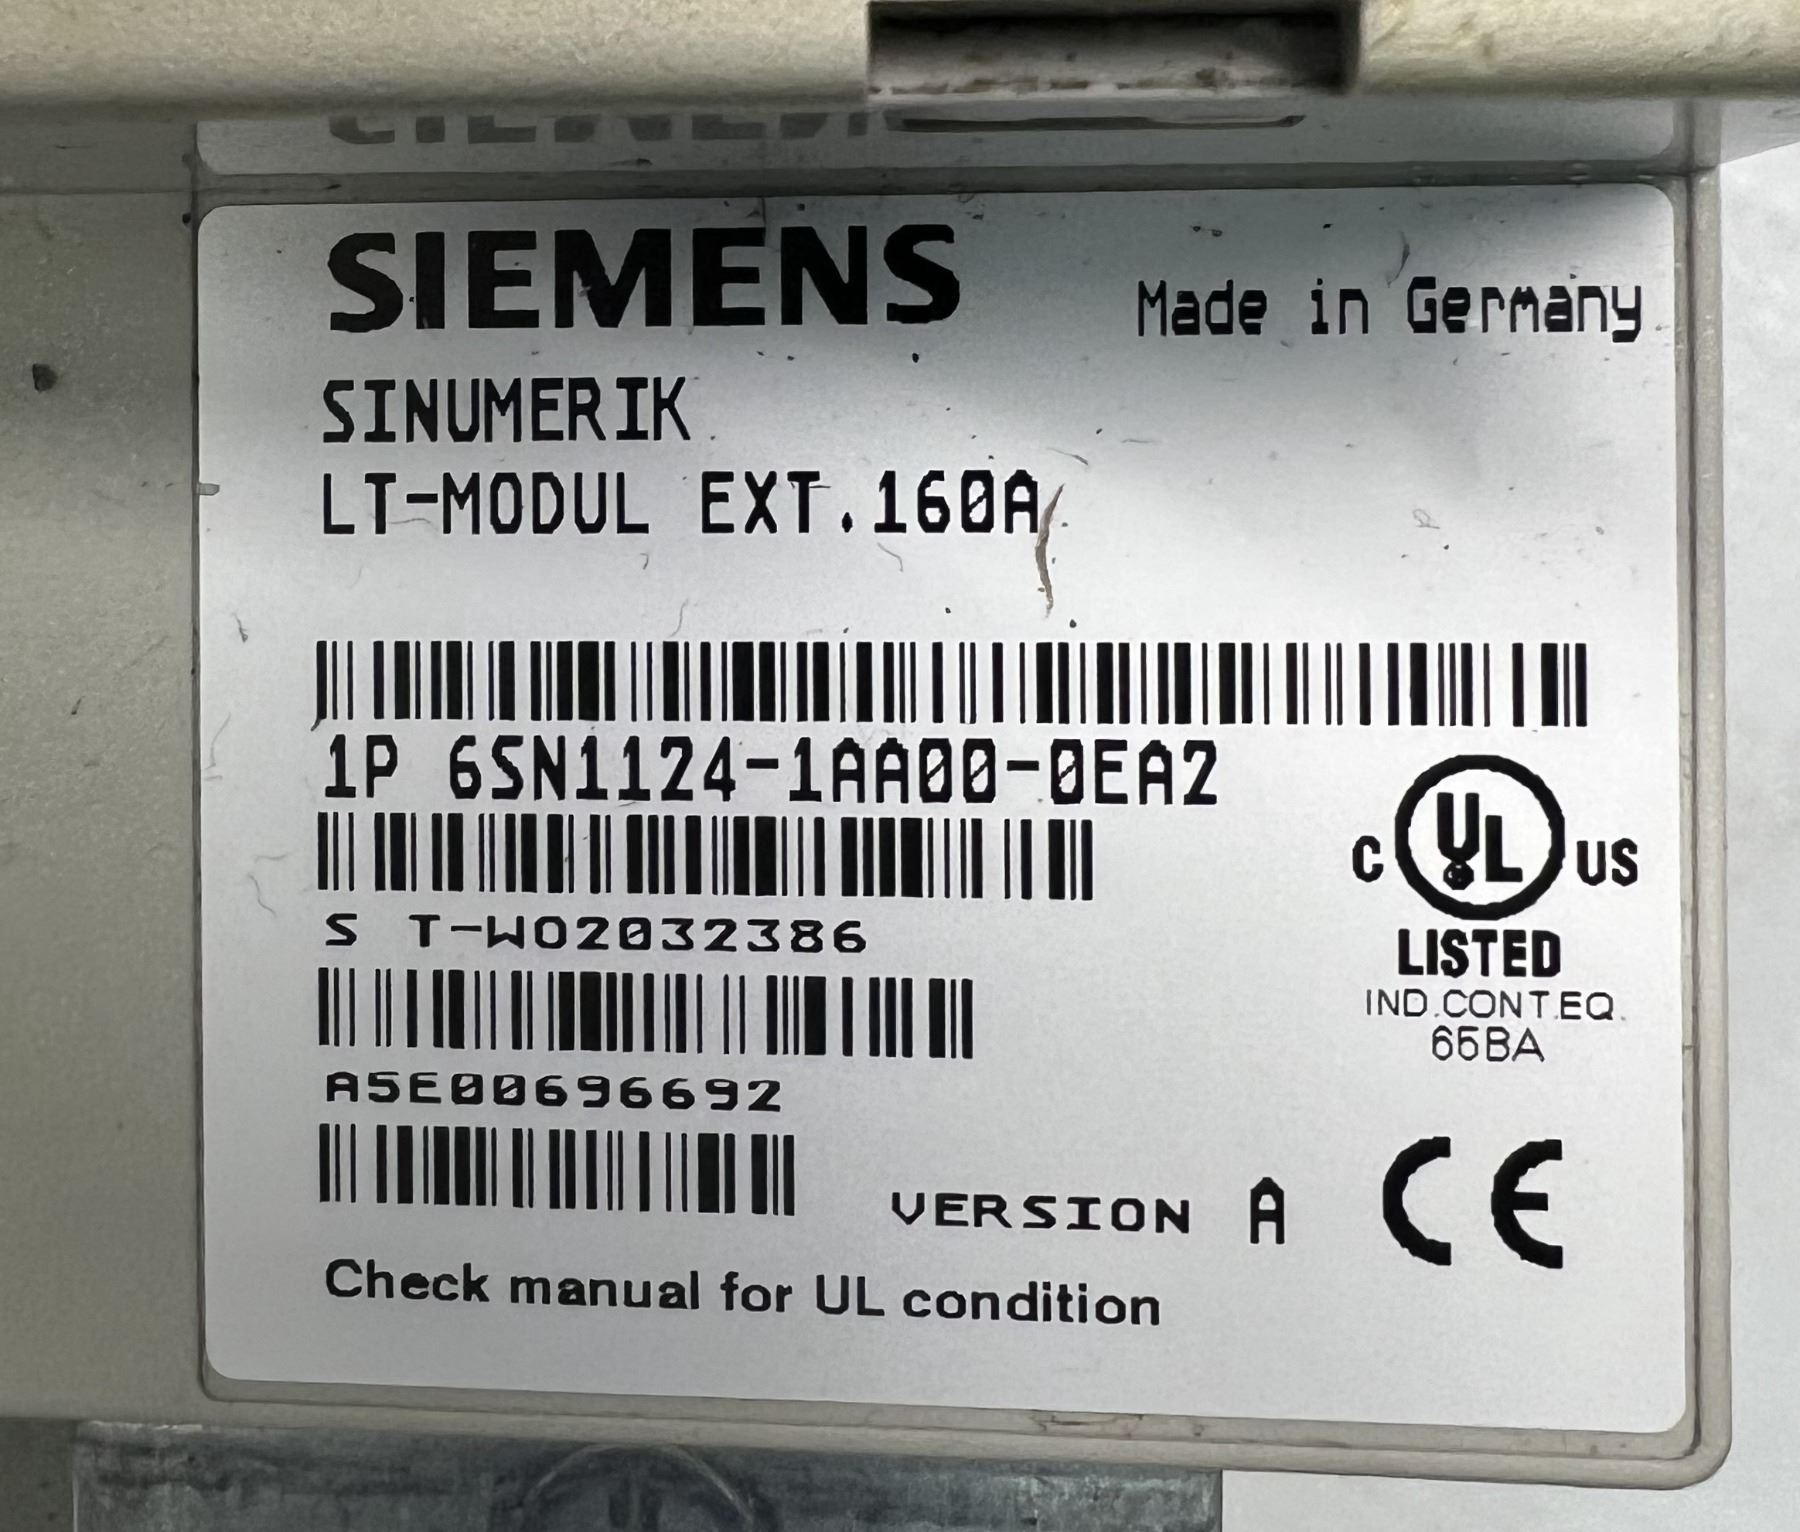 SIEMENS
Made in Germany
SINUMERIK
LT-MODUL EXT.160A
1P 6SN1124-1AA00-0EA2
C UL US
LISTED
IND.CONT.EQ.
65BA
S T-W02032386
A5E00696692
VERSION A
CE
Check manual for UL condition